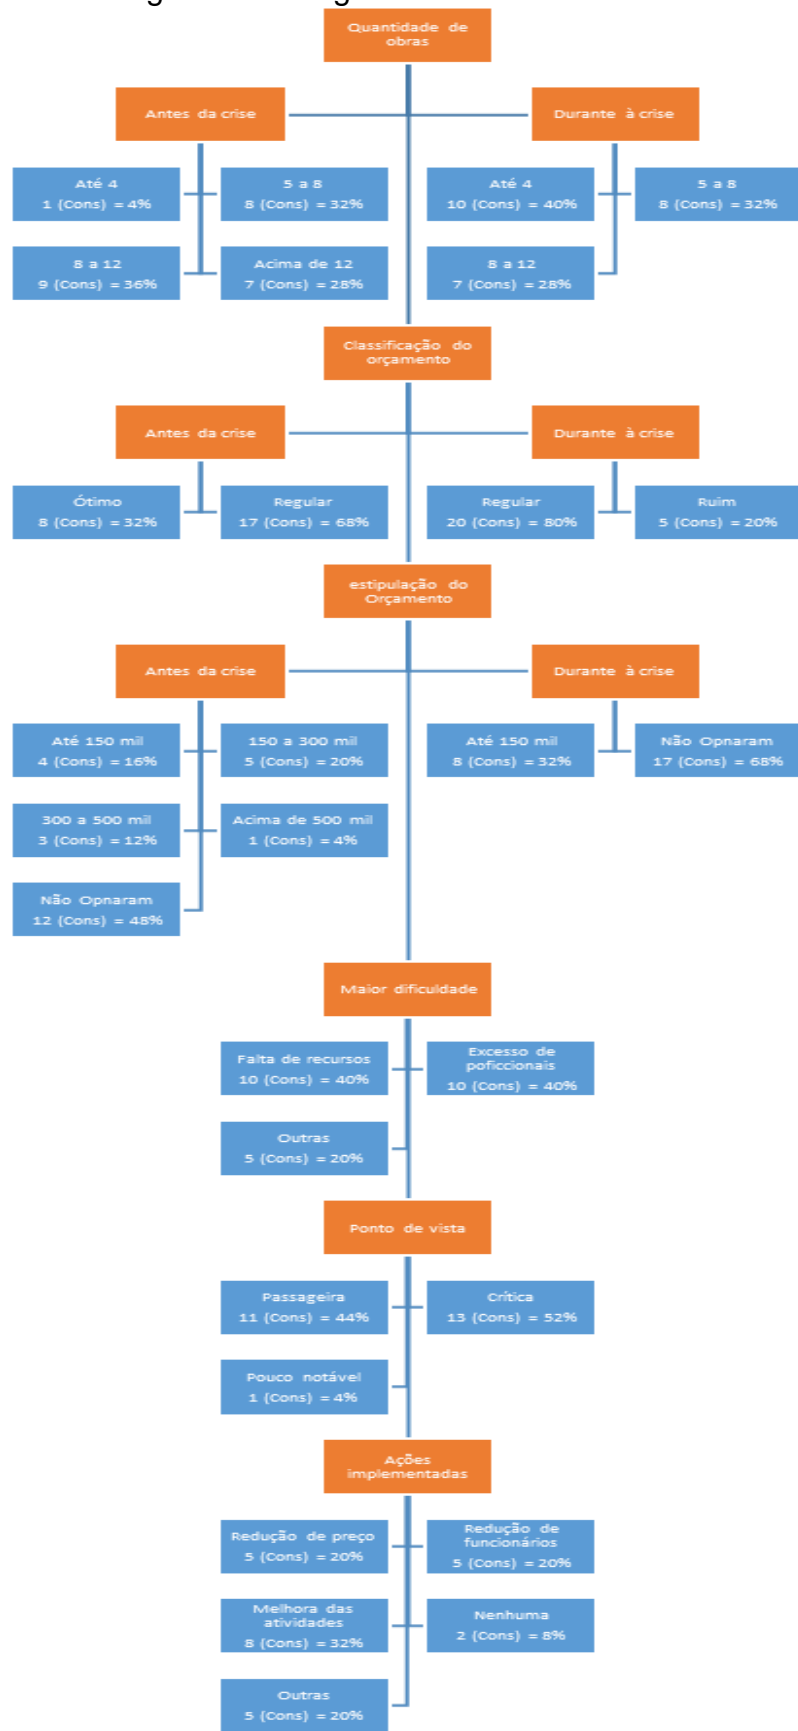 Quantidade de
obras
Antes da crise
Durante à crise
Até 4
1 (Cons) = 4%
5 a 8
8 (Cons) = 32%
Até 4
10 (Cons) = 40%
5 a 8
8 (Cons) = 32%
8 a 12
9 (Cons) = 36%
Acima de 12
7 (Cons) = 28%
8 a 12
7 (Cons) = 28%
Classificação do
orçamento
Antes da crise
Durante à crise
Ótimo
8 (Cons) = 32%
Regular
17 (Cons) = 68%
Regular
20 (Cons) = 80%
Ruim
5 (Cons) = 20%
estipulação do
Orçamento
Antes da crise
Durante à crise
Até 150 mil
4 (Cons) = 16%
150 a 300 mil
5 (Cons) = 20%
Até 150 mil
8 (Cons) = 32%
Não Opnaram
17 (Cons) = 68%
300 a 500 mil
3 (Cons) = 12%
Acima de 500 mil
1 (Cons) = 4%
Não Opnaram
12 (Cons) = 48%
Maior dificuldade
Falta de recursos
10 (Cons) = 40%
Excesso de
poficcionais
10 (Cons) = 40%
Outras
5 (Cons) = 20%
Ponto de vista
Passageira
11 (Cons) = 44%
Crítica
13 (Cons) = 52%
Pouco notável
1 (Cons) = 4%
Ações
implementadas
Redução de preço
5 (Cons) = 20%
Redução de
funcionários
5 (Cons) = 20%
Melhora das
atividades
8 (Cons) = 32%
Nenhuma
2 (Cons) = 8%
Outras
5 (Cons) = 20%